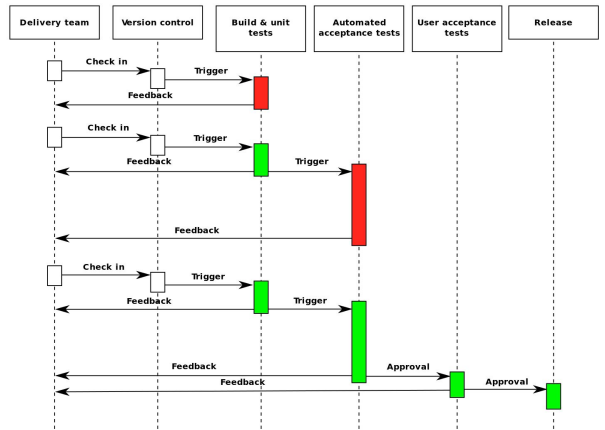 Delivery team
Version control
Build & unit
tests
Automated
acceptance tests
User acceptance
tests
Release
Check in
Trigger
Feedback
Check in
Trigger
Feedback
Trigger
Feedback
Check in
Trigger
Feedback
Trigger
Feedback
Approval
Feedback
Approval